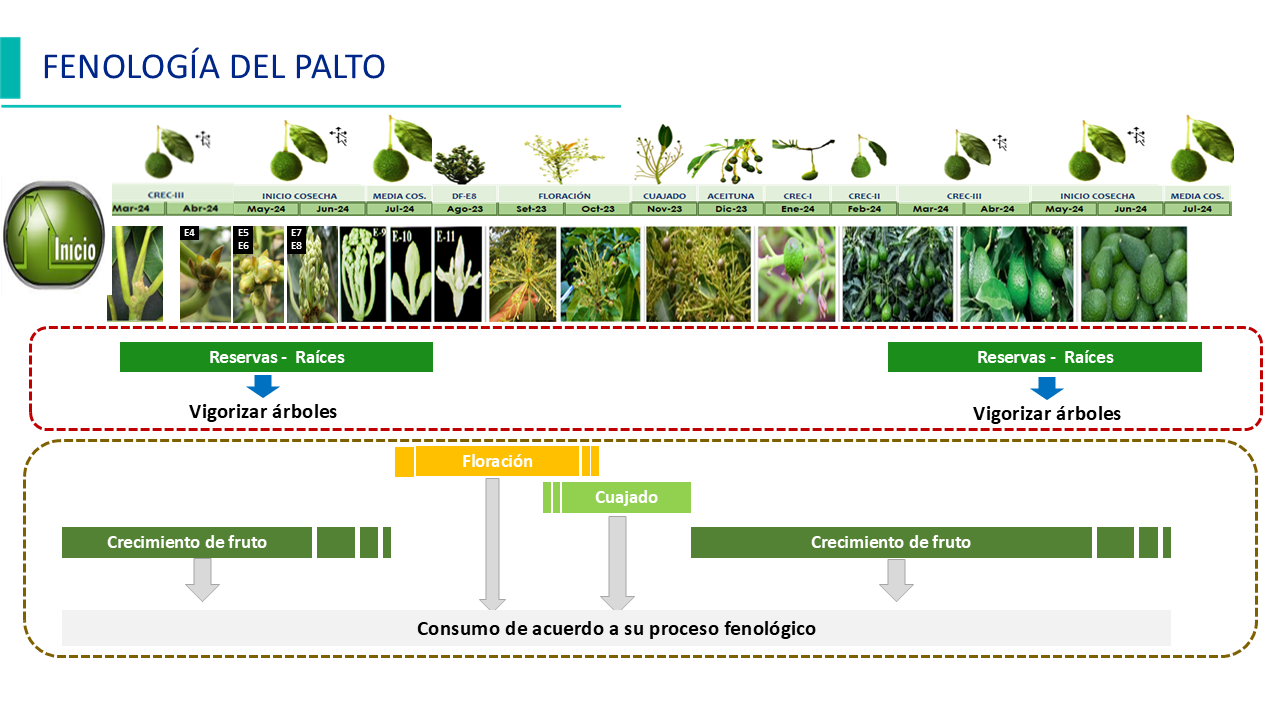 FENOLOGÍA DEL PALTO
CREC-III INICIO COSECHA MEDIA COS. DF-E8 FLORACIÓN CUAJADO ACEITUNA CREC-I CREC-II CREC-III INICIO COSECHA MEDIA COS.
Mar-24 Abr-24 May-24 Jun-24 Jul-24 Ago-23 Set-23 Oct-23 Nov-23 Dic-23 Ene-24 Feb-24 Mar-24 Abr-24 May-24 Jun-24 Jul-24
Inicio
E4 E5 E7 E-9 E-10 E-11
E6 E8
Reservas - Raíces Reservas - Raíces
Vigorizar árboles Vigorizar árboles
Floración
Cuajado
Crecimiento de fruto Crecimiento de fruto
Consumo de acuerdo a su proceso fenológico